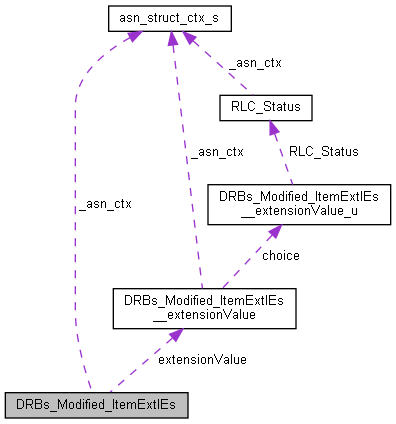 asn_struct_ctx_s
_asn_ctx
RLC_Status
_asn_ctx
RLC_Status
_asn_ctx
DRBs_Modified_ItemExtIEs
__extensionValue_u
choice
DRBs_Modified_ItemExtIEs
__extensionValue
extensionValue
DRBs_Modified_ItemExtIEs